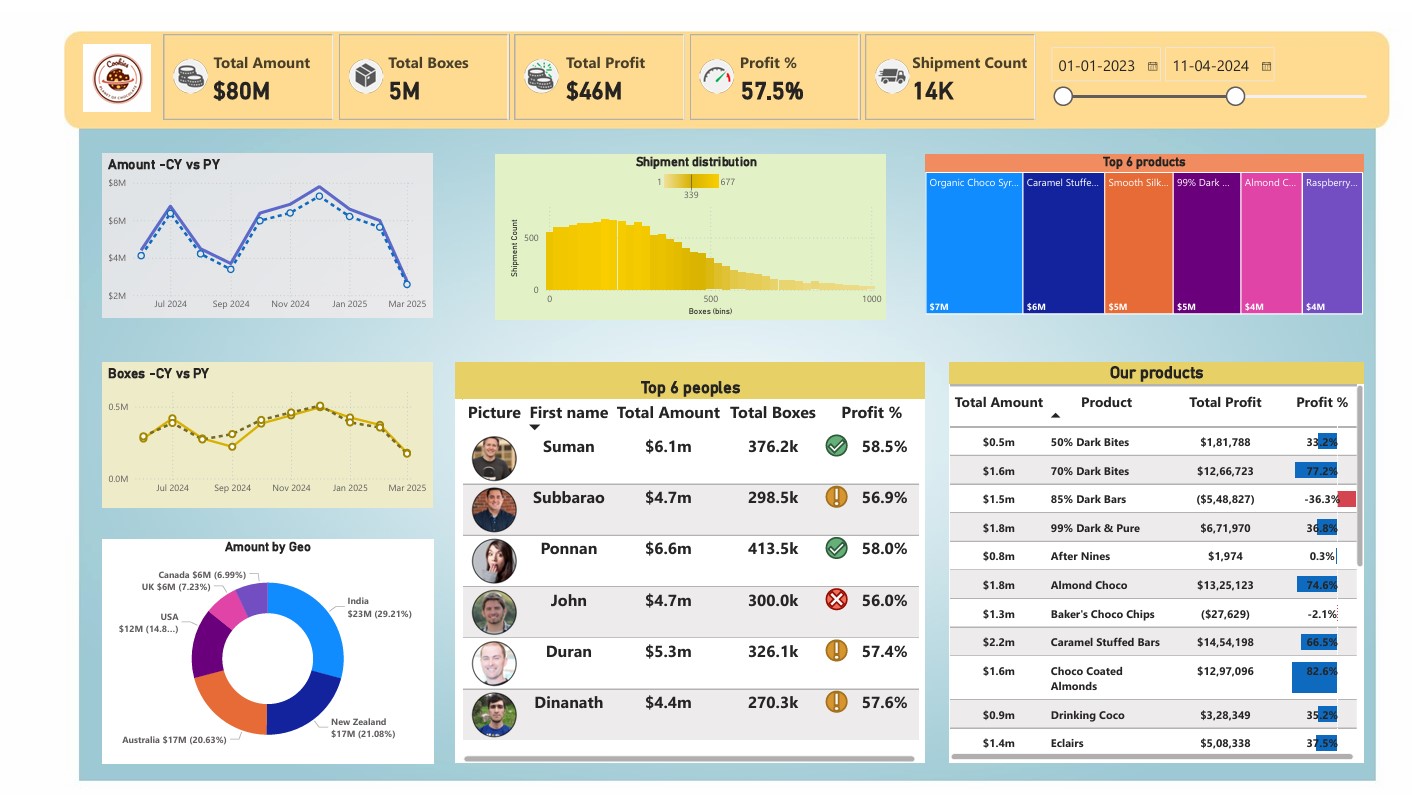 Cookies
Total Amount
$80M
Total Boxes
5M
Total Profit
$46M
Profit %
57.5%
Shipment Count
14K
01-01-2023
11-04-2024
Amount -CY vs PY
$8M
$6M
$4M
$2M
Jul 2024 Sep 2024 Nov 2024 Jan 2025 Mar 2025
Shipment distribution
1 677
339
Shipment Count
500
0
0 500 1000
Boxes (bins)
Top 6 products
Organic Choco Syr... Caramel Stuffe... Smooth Silk... 99% Dark ... Almond C... Raspberry...
$7M $6M $5M $5M $4M $4M
Boxes -CY vs PY
0.5M
0.0M
Jul 2024 Sep 2024 Nov 2024 Jan 2025 Mar 2025
Amount by Geo
Canada $6M (6.99%)
UK $6M (7.23%)
USA
$12M (14.8...)
India
$23M (29.21%)
New Zealand
$17M (21.08%)
Australia $17M (20.63%)
Top 6 peoples
Picture First name Total Amount Total Boxes Profit %
Suman $6.1m 376.2k 58.5%
Subbarao $4.7m 298.5k 56.9%
Ponnan $6.6m 413.5k 58.0%
John $4.7m 300.0k 56.0%
Duran $5.3m 326.1k 57.4%
Dinanath $4.4m 270.3k 57.6%
Our products
Total Amount Product Total Profit Profit %
$0.5m 50% Dark Bites $1,81,788 33.2%
$1.6m 70% Dark Bites $12,66,723 77.2%
$1.5m 85% Dark Bars ($5,48,827) -36.3%
$1.8m 99% Dark & Pure $6,71,970 36.8%
$0.8m After Nines $1,974 0.3%
$1.8m Almond Choco $13,25,123 74.6%
$1.3m Baker's Choco Chips ($27,629) -2.1%
$2.2m Caramel Stuffed Bars $14,54,198 66.5%
$1.6m Choco Coated $12,97,096 82.6%
Almonds
$0.9m Drinking Coco $3,28,349 35.2%
$1.4m Eclairs $5,08,338 37.5%